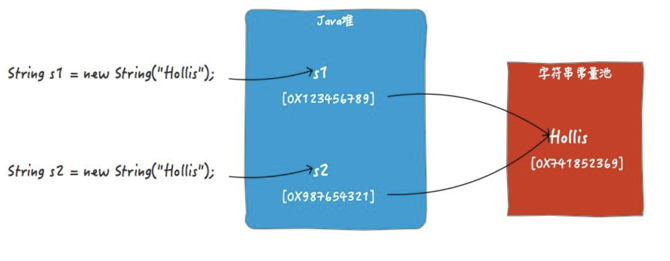 Java堆
String s1 = new String("Hollis");
s1
[0X123456789]
字符串常量池
Hollis
[0X741852369]
String s2 = new String("Hollis");
s2
[0X987654321]